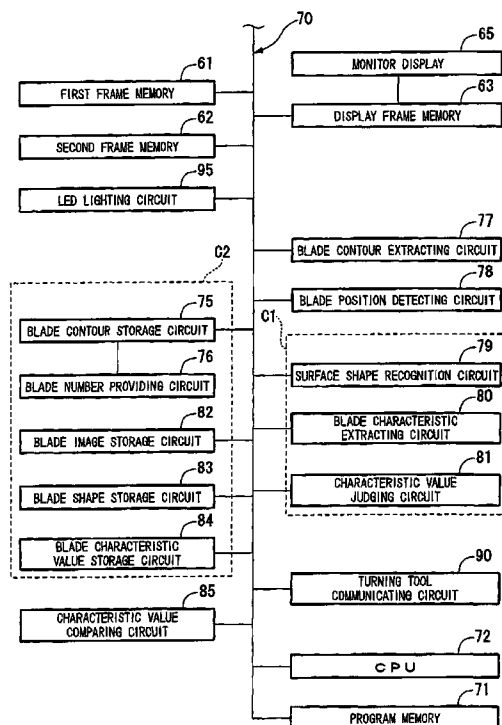 70
61
FIRST FRAME MEMORY
62
SECOND FRAME MEMORY
95
LED LIGHTING CIRCUIT
C2
75
BLADE CONTOUR STORAGE CIRCUIT
76
BLADE NUMBER PROVIDING CIRCUIT
82
BLADE IMAGE STORAGE CIRCUIT
83
BLADE SHAPE STORAGE CIRCUIT
84
BLADE CHARACTERISTIC
VALUE STORAGE CIRCUIT
85
CHARACTERISTIC VALUE
COMPARING CIRCUIT
65
MONITOR DISPLAY
63
DISPLAY FRAME MEMORY
77
BLADE CONTOUR EXTRACTING CIRCUIT
78
BLADE POSITION DETECTING CIRCUIT
C1
79
SURFACE SHAPE RECOGNITION CIRCUIT
80
BLADE CHARACTERISTIC
EXTRACTING CIRCUIT
81
CHARACTERISTIC VALUE
JUDGING CIRCUIT
90
TURNING TOOL
COMMUNICATING CIRCUIT
72
CPU
71
PROGRAM MEMORY